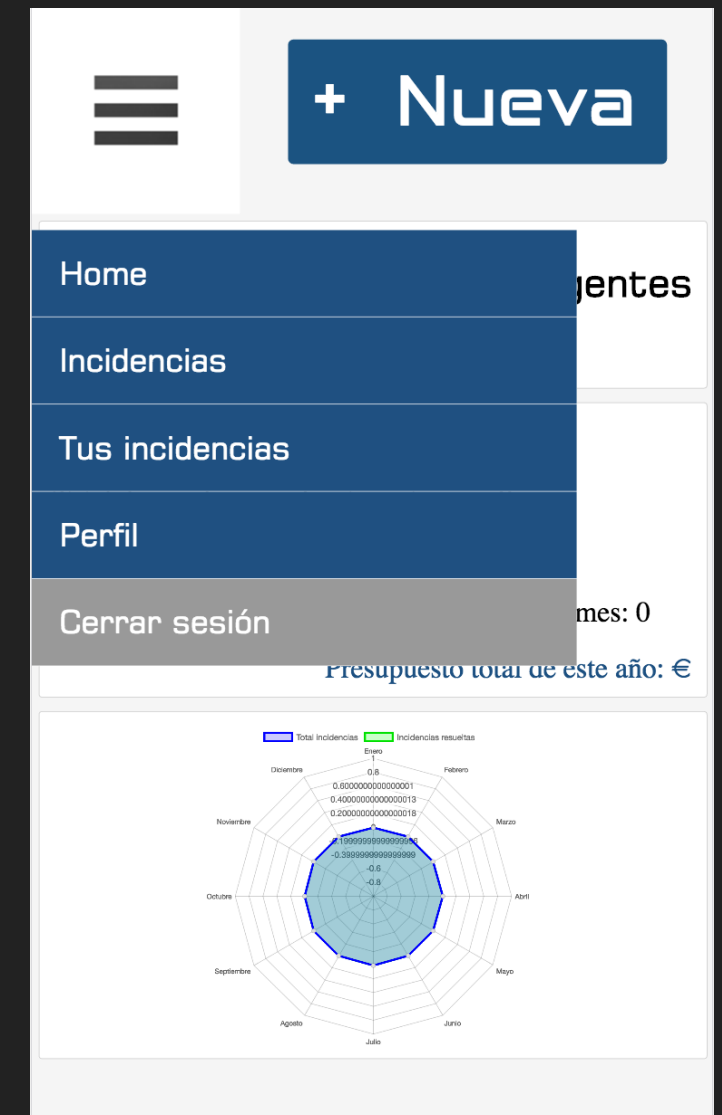 + Nueva
Home
gentes
Incidencias
Tus incidencias
Perfil
Cerrar sesión
mes: 0
Presupuesto total de este año: €
Total incidencias Incidencias resueltas
Enero
1
Diciembre 0.8 Febrero
0.6000000000000001
0.40000000000000013
0.20000000000000018
Noviembre Marzo
-0.3999999999999999
-0.6
-0.8
Octubre Abril
Septiembre Mayo
Agosto Junio
Julio